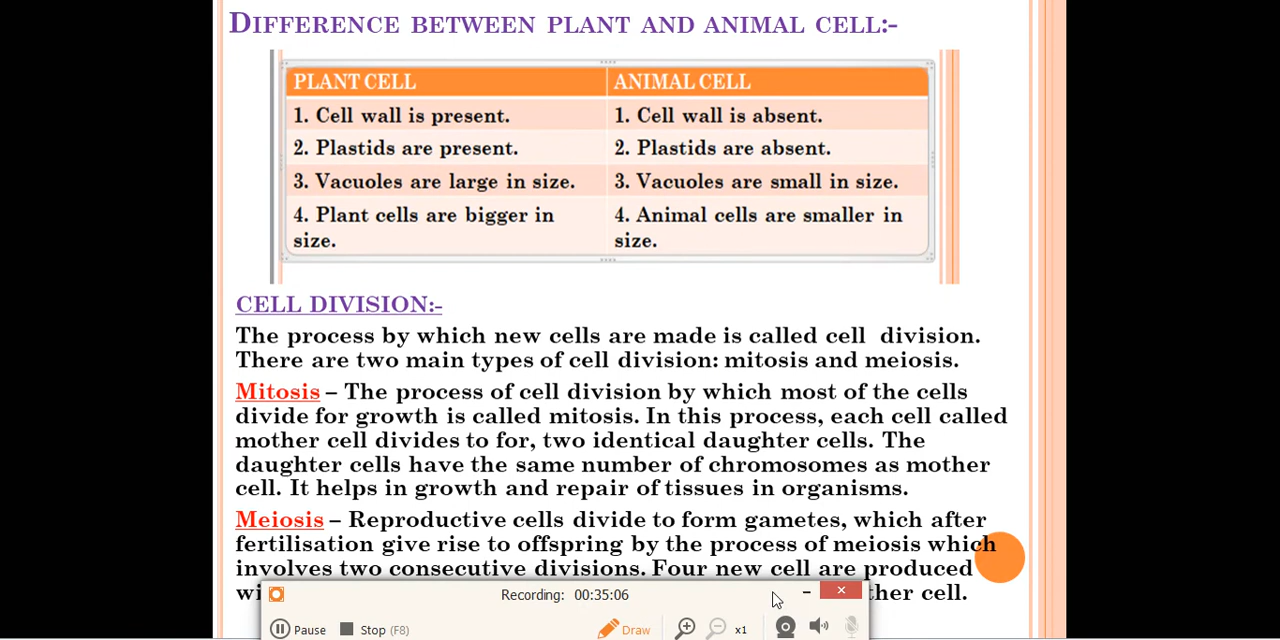 DIFFERENCE BETWEEN PLANT AND ANIMAL CELL:-
PLANT CELL ANIMAL CELL
1. Cell wall is present. 1. Cell wall is absent.
2. Plastids are present. 2. Plastids are absent.
3. Vacuoles are large in size. 3. Vacuoles are small in size.
4. Plant cells are bigger in 4. Animal cells are smaller in
size. size.
CELL DIVISION:-
The process by which new cells are made is called cell division.
There are two main types of cell division: mitosis and meiosis.
Mitosis – The process of cell division by which most of the cells
divide for growth is called mitosis. In this process, each cell called
mother cell divides to for, two identical daughter cells. The
daughter cells have the same number of chromosomes as mother
cell. It helps in growth and repair of tissues in organisms.
Meiosis – Reproductive cells divide to form gametes, which after
fertilisation give rise to offspring by the process of meiosis which
involves two consecutive divisions. Four new cell are produced
cell.
Recording: 00:35:06
Pause Stop (F8) Draw x1